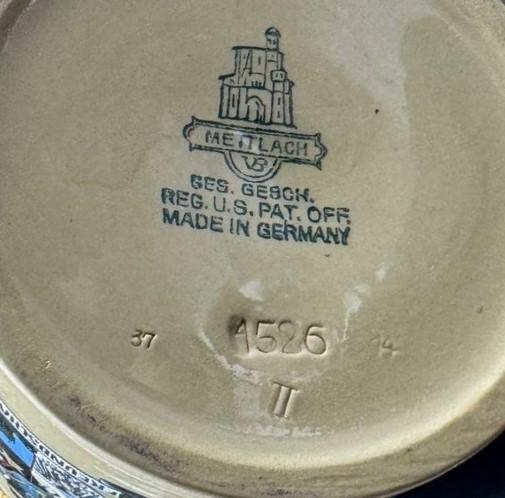 METTLACH
VB
GES. GESCH.
REG. U.S. PAT. OFF.
MADE IN GERMANY
37 1526 14
II